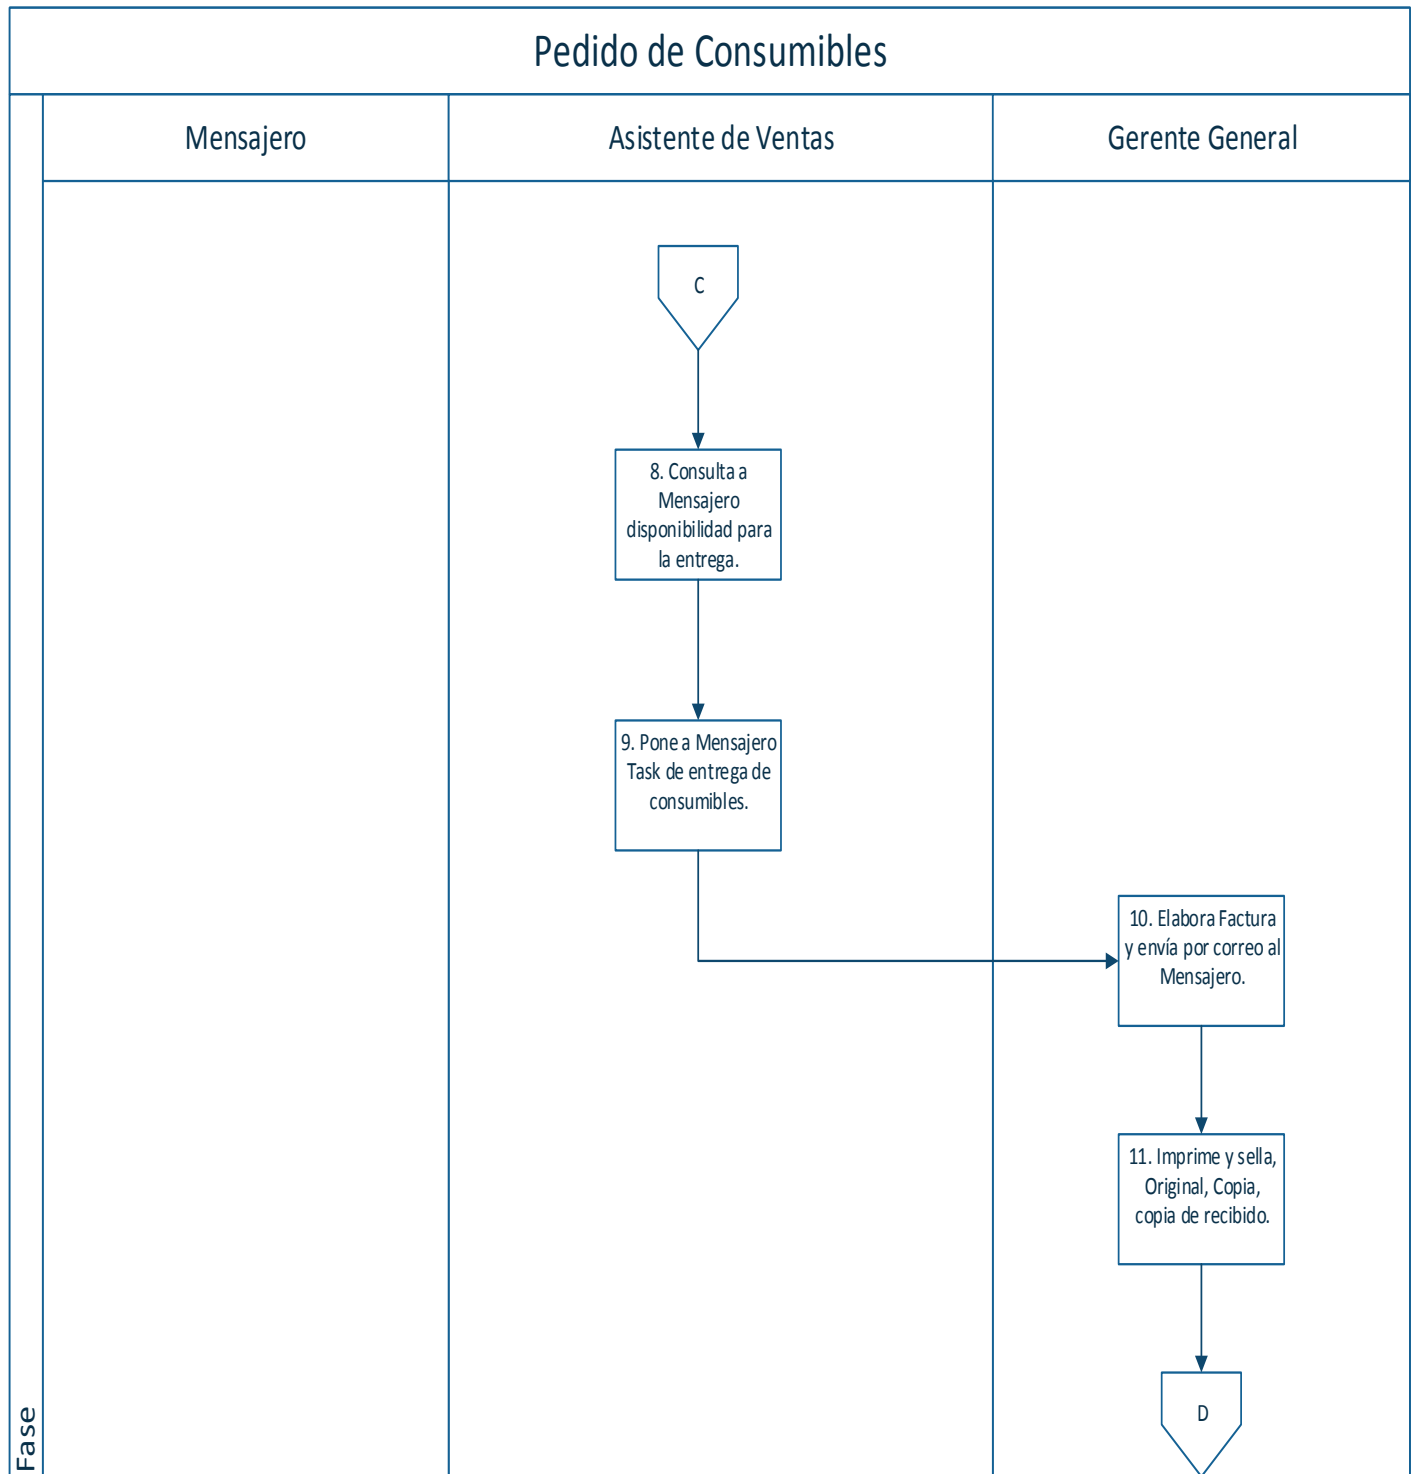 Pedido de Consumibles
Mensajero
Asistente de Ventas
Gerente General
C
8. Consulta a
Mensajero
disponibilidad para
la entrega.
9. Pone a Mensajero
Task de entrega de
consumibles.
10. Elabora Factura
y envía por correo al
Mensajero.
11. Imprime y sella,
Original, Copia,
copia de recibido.
D
Fase